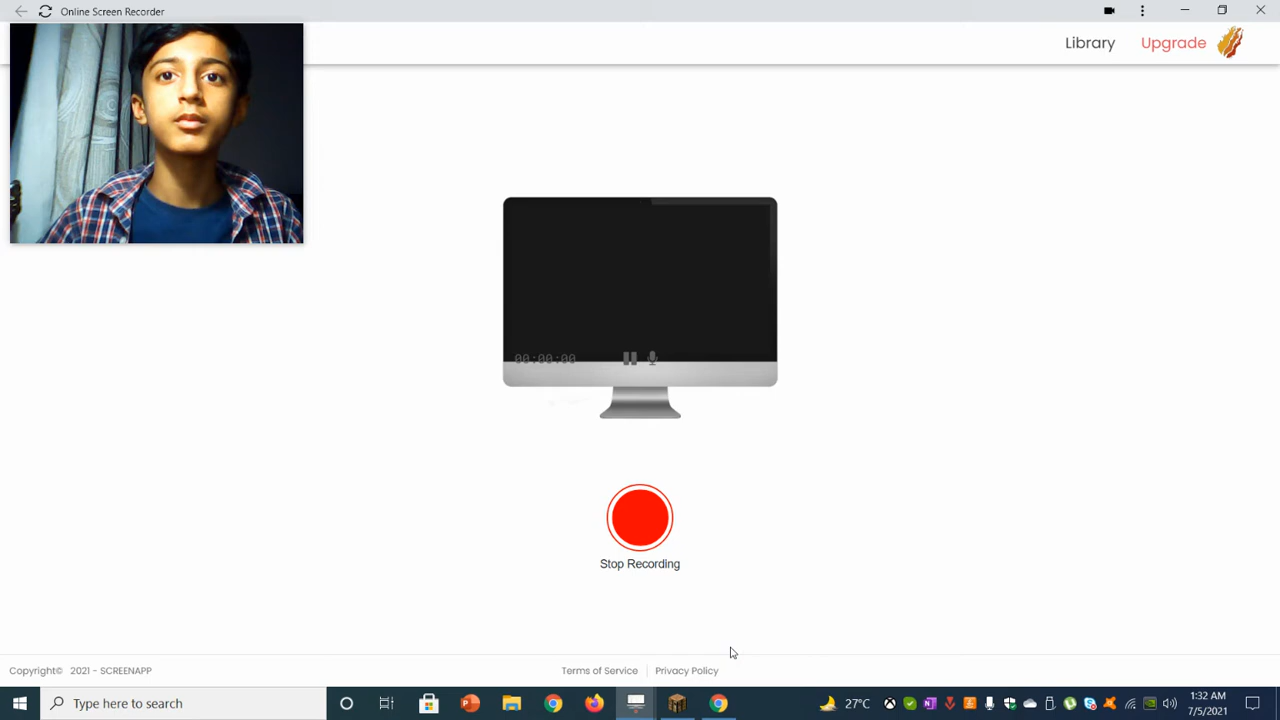 Online Screen Recorder
Library
Upgrade
00:00:00
Stop Recording
Copyright© 2021 - SCREENAPP
Terms of Service
Privacy Policy
Type here to search
27°C
1:32 AM
7/5/2021